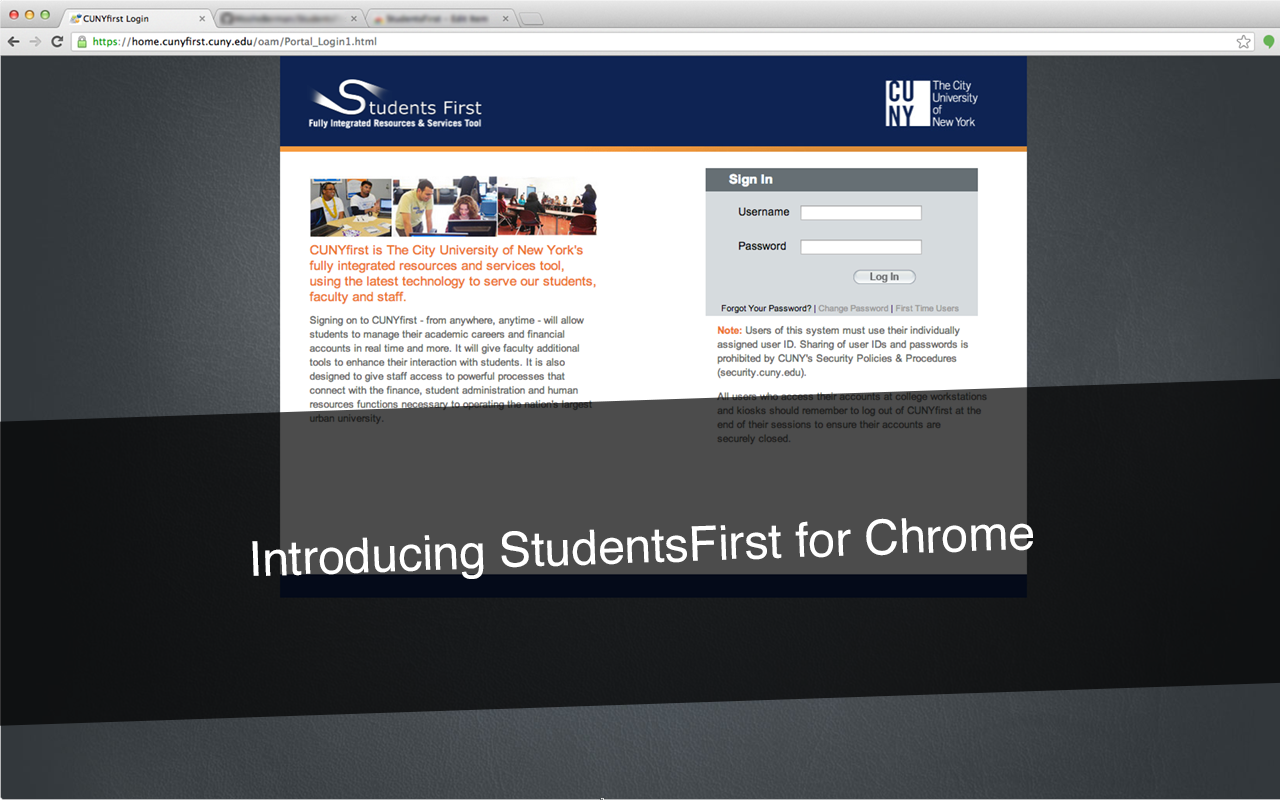 CUNYfirst Login
StudentsFirst - Edit Item
https://home.cunyfirst.cuny.edu/oam/Portal_Login1.html
Students First
Fully Integrated Resources & Services Tool
CU
NY
The City
University
of
New York
CUNYfirst is The City University of New York's
fully integrated resources and services tool,
using the latest technology to serve our students,
faculty and staff.
Signing on to CUNYfirst - from anywhere, anytime - will allow
students to manage their academic careers and financial
accounts in real time and more. It will give faculty additional
tools to enhance their interaction with students. It is also
designed to give staff access to powerful processes that
connect with the finance, student administration and human
resources functions necessary to operating the nation's largest
urban university.
Sign In
Username
Password
Log In
Forgot Your Password? | Change Password | First Time Users
Note: Users of this system must use their individually
assigned user ID. Sharing of user IDs and passwords is
prohibited by CUNY's Security Policies & Procedures
(security.cuny.edu).
All users who access their accounts at college workstations
and kiosks should remember to log out of CUNYfirst at the
end of their sessions to ensure their accounts are
securely closed.
Introducing StudentsFirst for Chrome